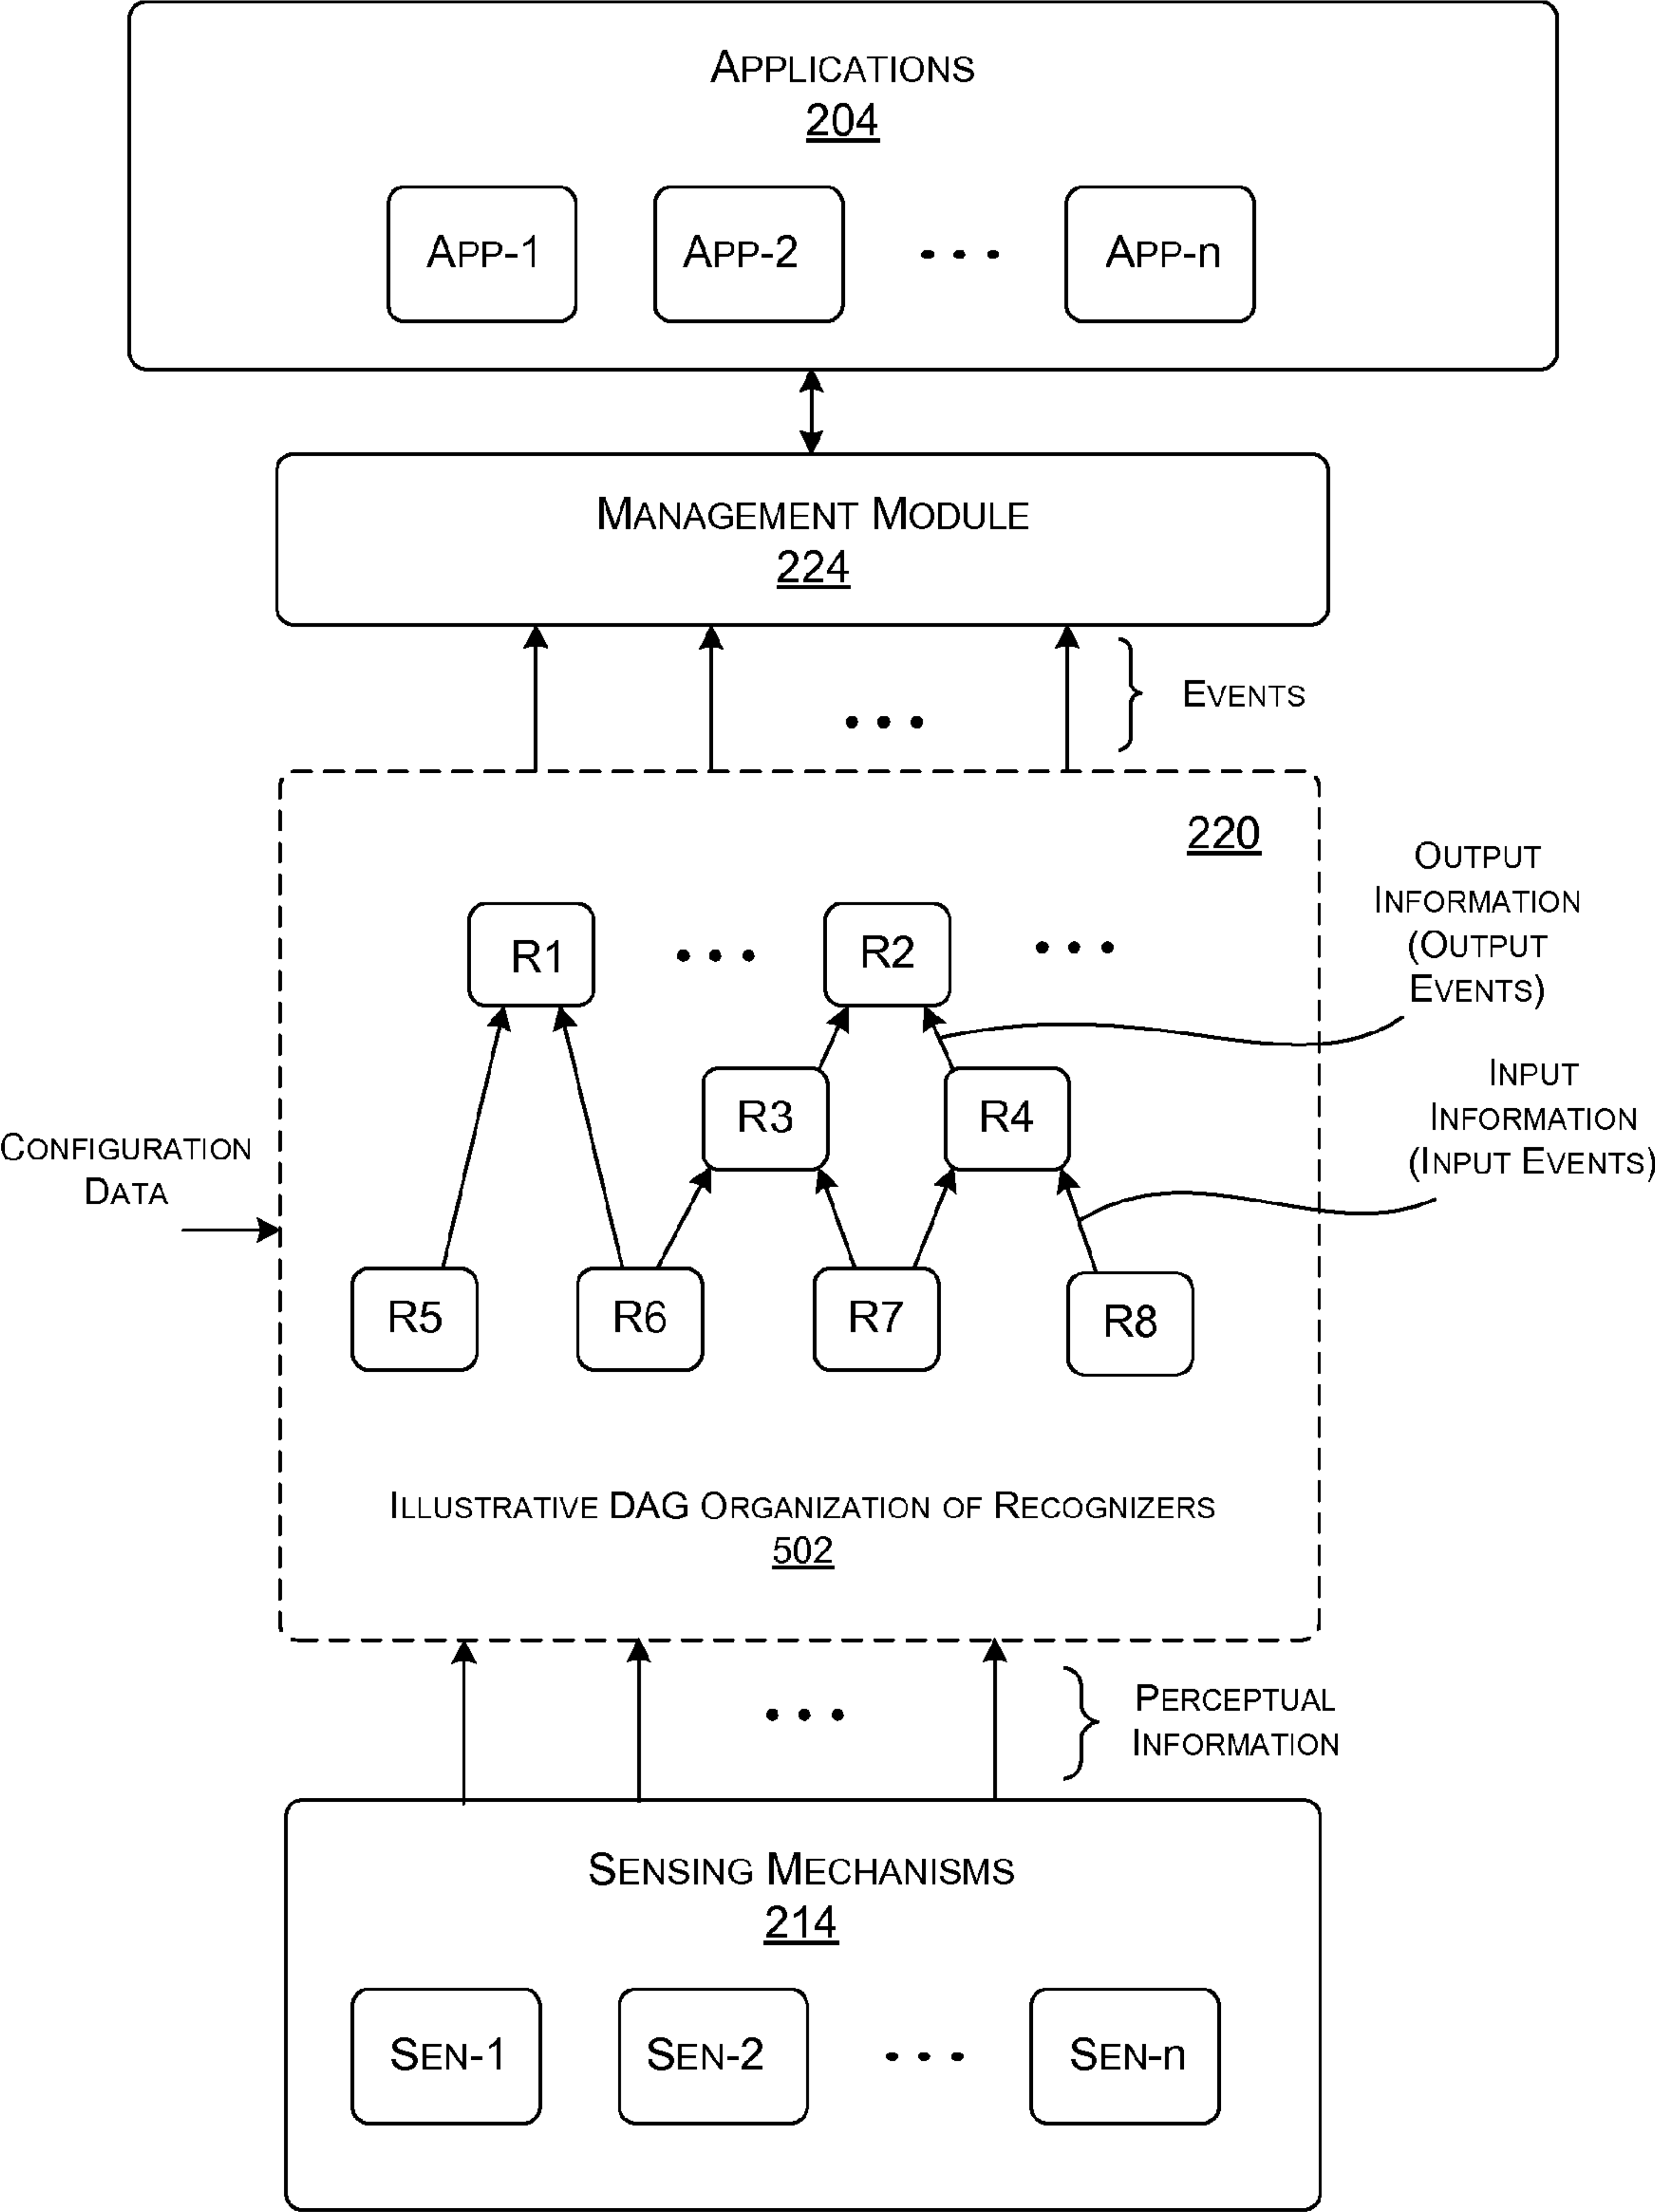 APPLICATIONS
204
APP-1 APP-2 • • • APP-n
MANAGEMENT MODULE
224
EVENTS
• • •
220
OUTPUT
INFORMATION
(OUTPUT
EVENTS)
R1 • • • R2 • • •
INPUT
INFORMATION
(INPUT EVENTS)
R3 R4
CONFIGURATION
DATA
R5 R6 R7 R8
ILLUSTRATIVE DAG ORGANIZATION OF RECOGNIZERS
502
PERCEPTUAL
INFORMATION
• • •
SENSING MECHANISMS
214
SEN-1 SEN-2 • • • SEN-n